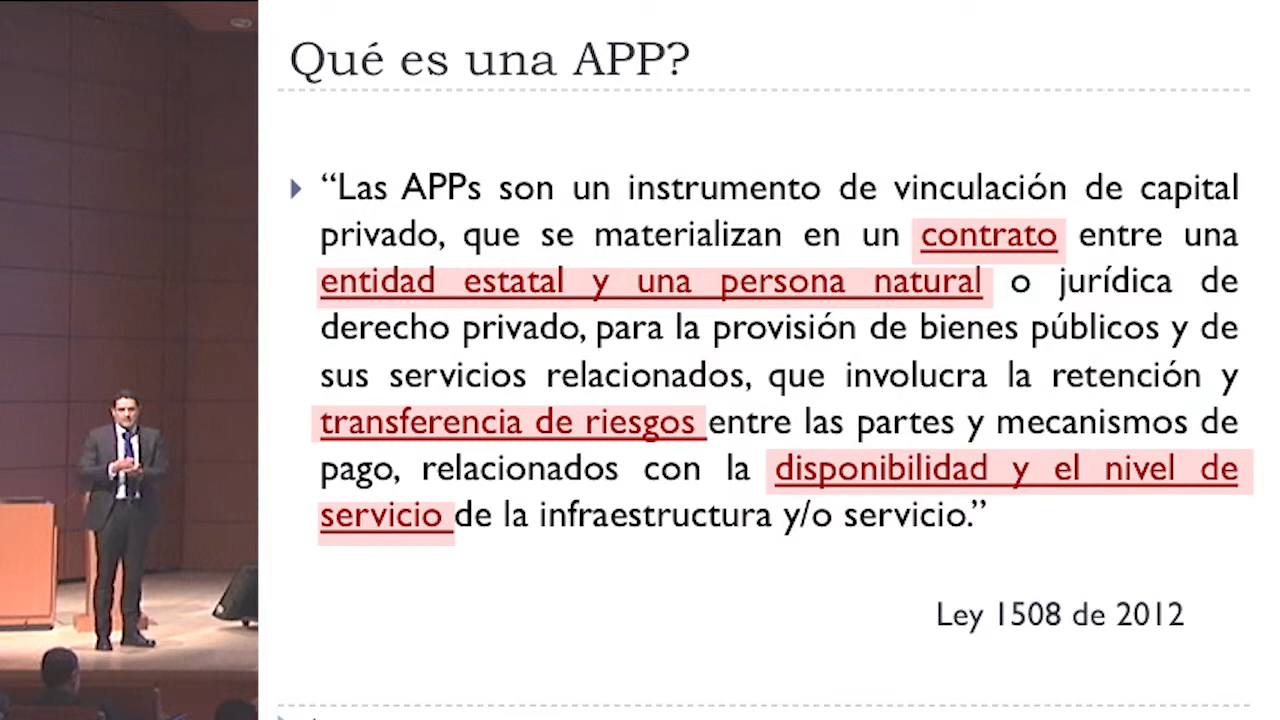 Qué es una APP?
“Las APPs son un instrumento de vinculación de capital
privado, que se materializan en un contrato entre una
entidad estatal y una persona natural o jurídica de
derecho privado, para la provisión de bienes públicos y de
sus servicios relacionados, que involucra la retención y
transferencia de riesgos entre las partes y mecanismos de
pago, relacionados con la disponibilidad y el nivel de
servicio de la infraestructura y/o servicio.”
Ley 1508 de 2012